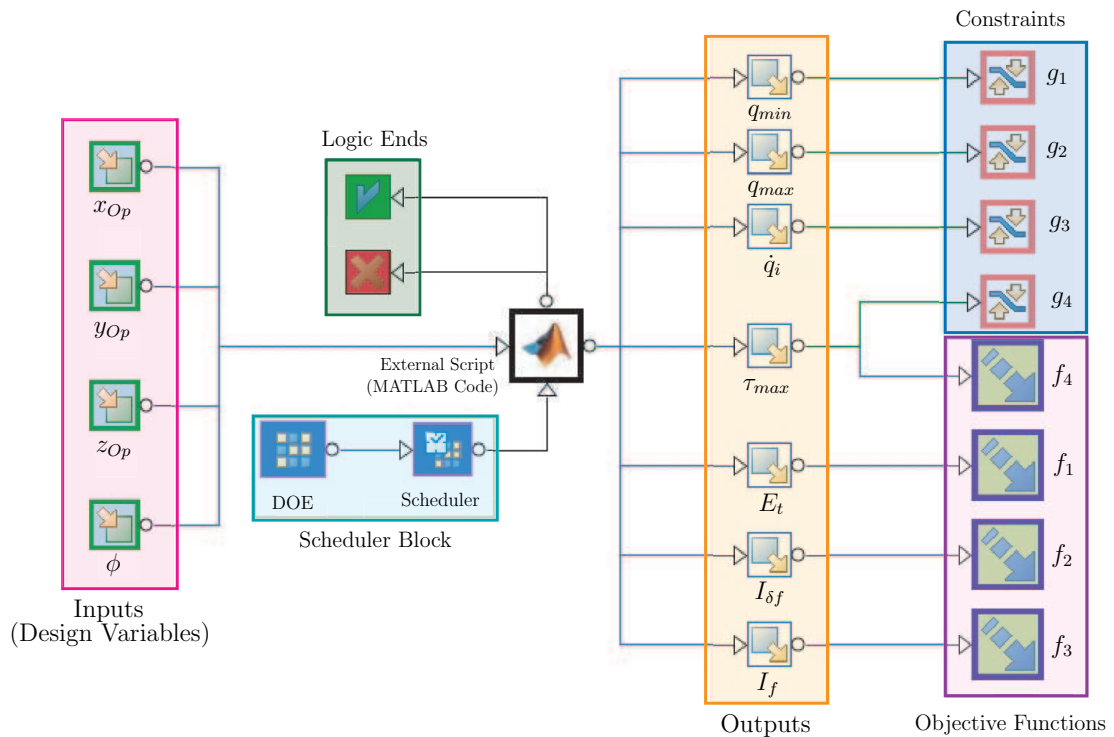 Constraints
g₁
q_min
Logic Ends
g₂
q_max
x_Op
g₃
q̇_i
g₄
y_Op
External Script
(MATLAB Code)
τ_max
f₄
z_Op
f₁
DOE
Scheduler
E_t
Scheduler Block
f₂
ϕ
I_δf
Inputs
(Design Variables)
f₃
I_f
Outputs
Objective Functions